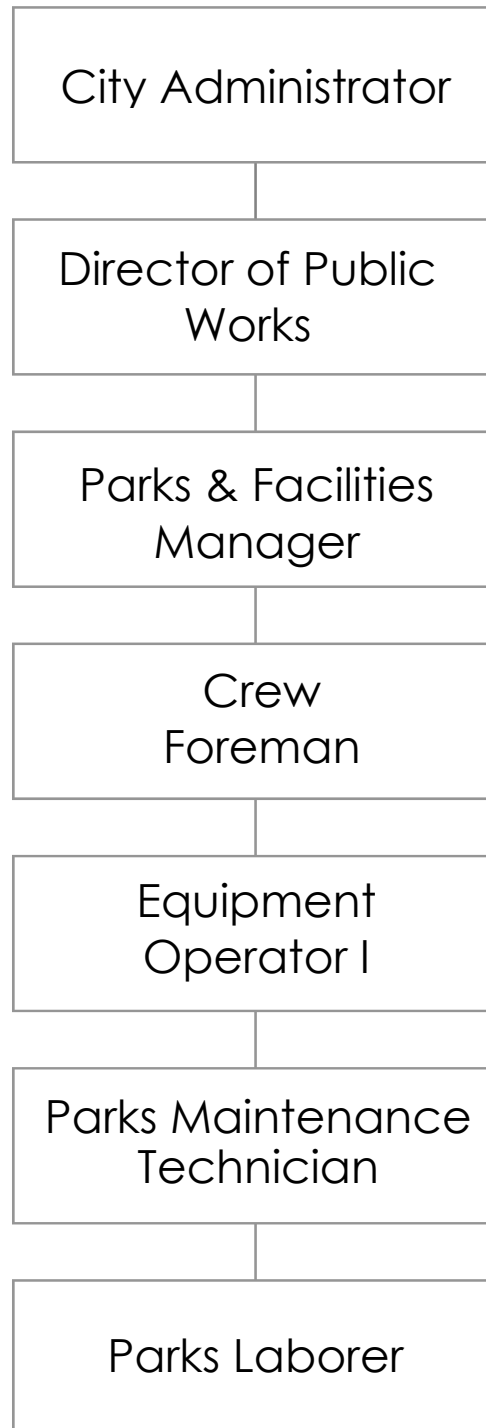 City Administrator
Director of Public
Works
Parks & Facilities
Manager
Crew
Foreman
Equipment
Operator I
Parks Maintenance
Technician
Parks Laborer